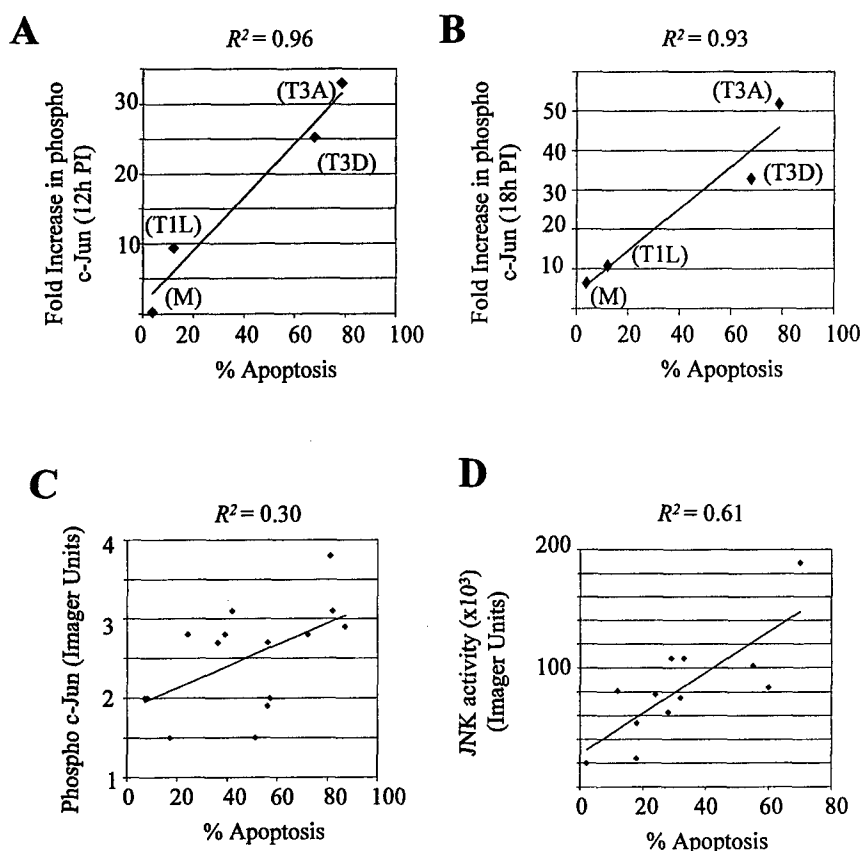 A
R² = 0.96
Fold Increase in phospho
c-Jun (12h PI)
30
20
10
(T3A)
(T3D)
(T1L)
(M)
0 20 40 60 80 100
% Apoptosis
B
R² = 0.93
Fold Increase in phospho
c-Jun (18h PI)
50
40
30
20
10
(T3A)
(T3D)
(T1L)
(M)
0 20 40 60 80 100
% Apoptosis
C
R² = 0.30
Phospho c-Jun (Imager Units)
4
3
2
1
0 20 40 60 80 100
% Apoptosis
D
R² = 0.61
JNK activity (x10³)
(Imager Units)
200
100
0 20 40 60 80
% Apoptosis